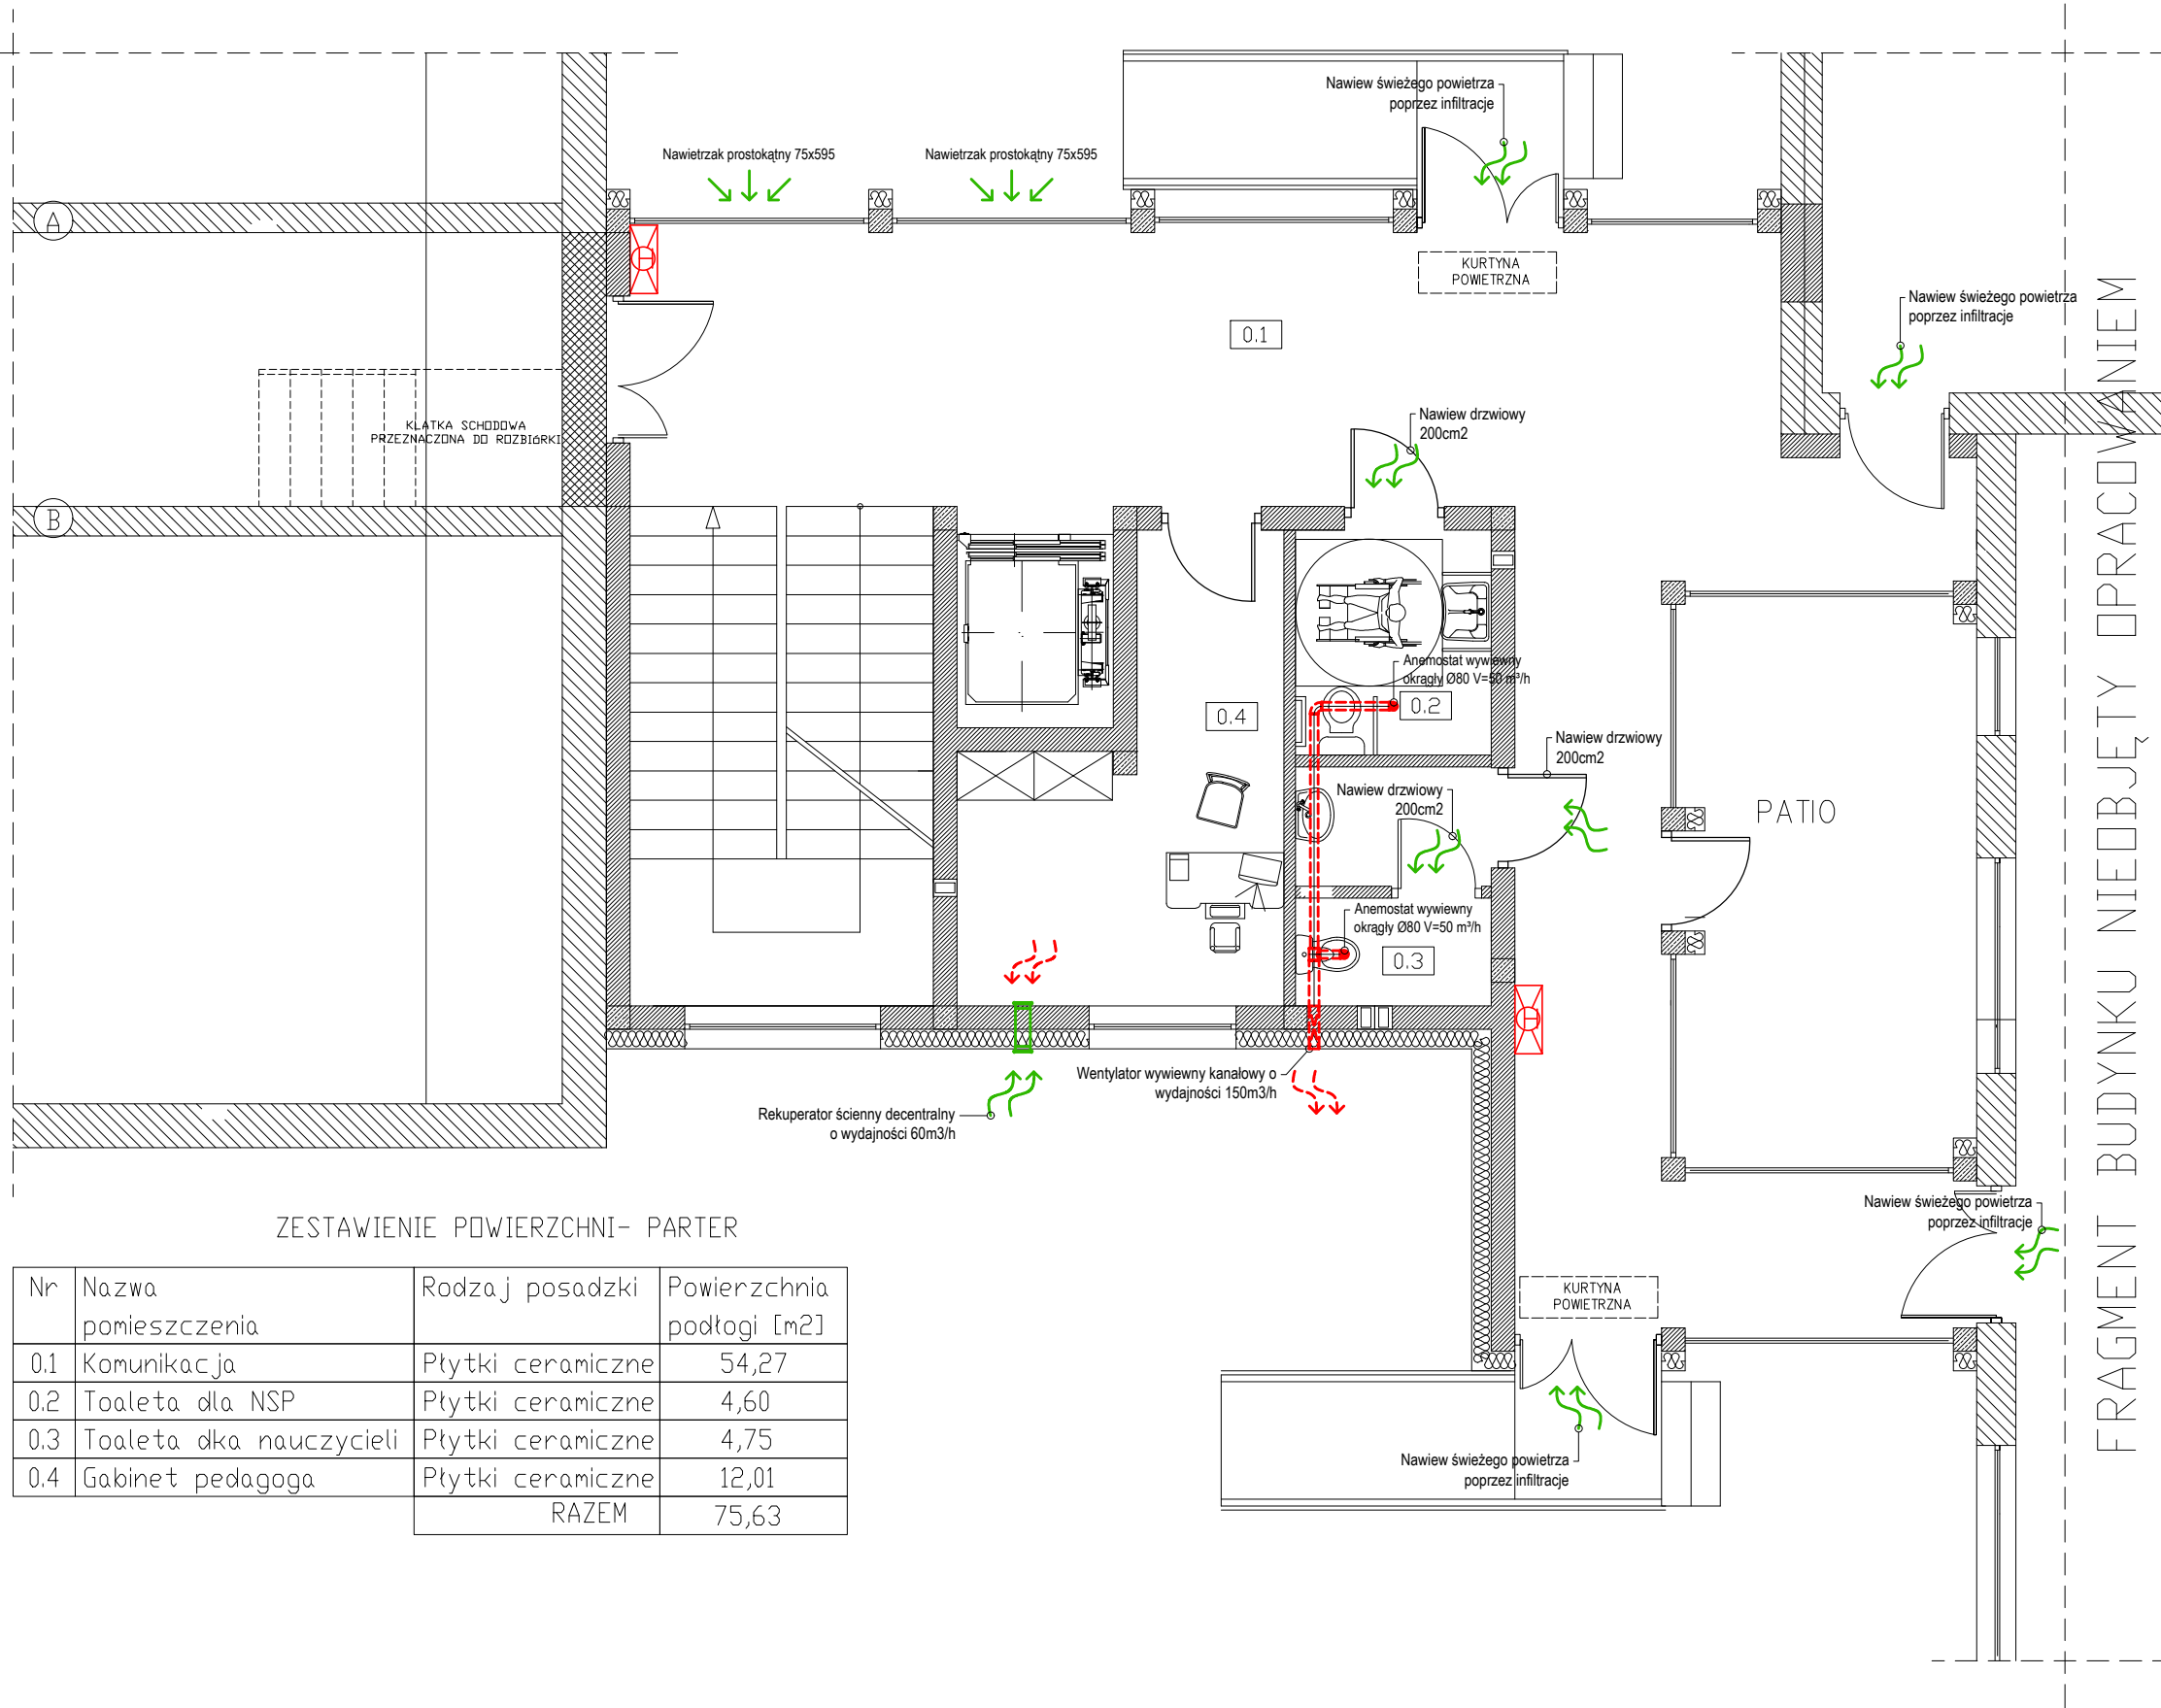 Nawiew świeżego powietrza
poprzez infiltracje
Nawietrzak prostokątny 75x595
Nawietrzak prostokątny 75x595
A
KURTYNA
POWIETRZNA
Nawiew świeżego powietrza
poprzez infiltracje
0.1
KLATKA SCHODOWA
PRZEZNACZONA DO ROZBIóRKI
Nawiew drzwiowy
200cm2
B
Anemostat wywiewny
okrągły Ø80 V=50 m³/h
0.2
0.4
Nawiew drzwiowy
200cm2
Nawiew drzwiowy
200cm2
PATIO
Anemostat wywiewny
okrągły Ø80 V=50 m³/h
0.3
Wentylator wywiewny kanałowy o
wydajności 150m3/h
Rekuperator ścienny decentralny
o wydajności 60m3/h
Nawiew świeżego powietrza
poprzez infiltracje
KURTYNA
POWIETRZNA
Nawiew świeżego powietrza
poprzez infiltracje
FRAGMENT BUDYNKU NIEOBJĘTY OPRACOWANIEM
ZESTAWIENIE POWIERZCHNI- PARTER
Nr Nazwa pomieszczenia Rodzaj posadzki Powierzchnia podłogi [m2]
0.1 Komunikacja Płytki ceramiczne 54,27
0.2 Toaleta dla NSP Płytki ceramiczne 4,60
0.3 Toaleta dka nauczycieli Płytki ceramiczne 4,75
0.4 Gabinet pedagoga Płytki ceramiczne 12,01
RAZEM 75,63